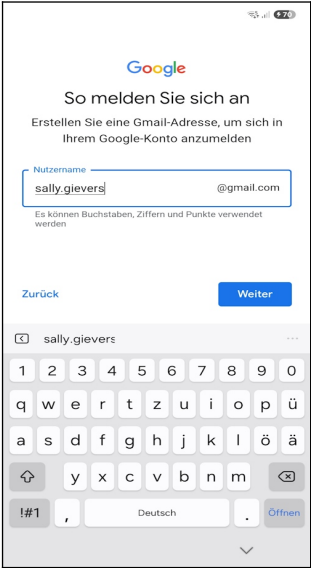 70
Google
So melden Sie sich an
Erstellen Sie eine Gmail-Adresse, um sich in
Ihrem Google-Konto anzumelden
Nutzername
sally.gievers @gmail.com
Es können Buchstaben, Ziffern und Punkte verwendet
werden
Zurück Weiter
sally.gievers
1 2 3 4 5 6 7 8 9 0
q w e r t z u i o p ü
a s d f g h j k l ö ä
y x c v b n m
!#1 , Deutsch . Öffnen